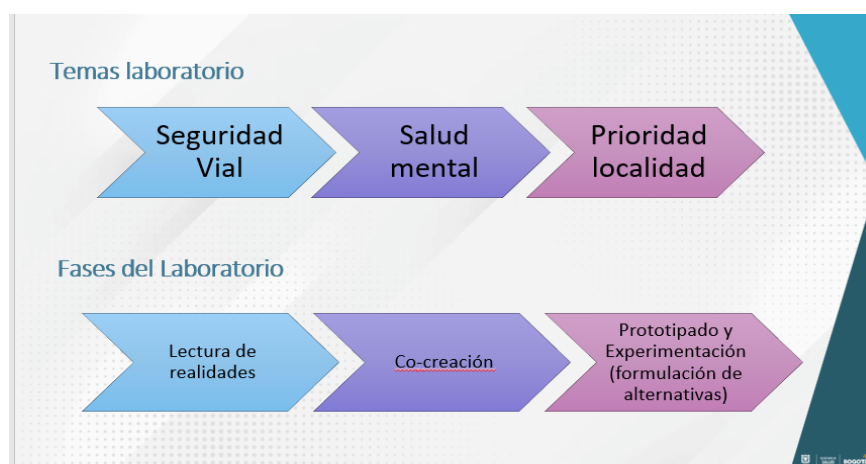 Temas laboratorio
Seguridad
Vial
Salud
mental
Prioridad
localidad
Fases del Laboratorio
Lectura de
realidades
Co-creación
Prototipado y
Experimentación
(formulación de
alternativas)
BOGOTÁ